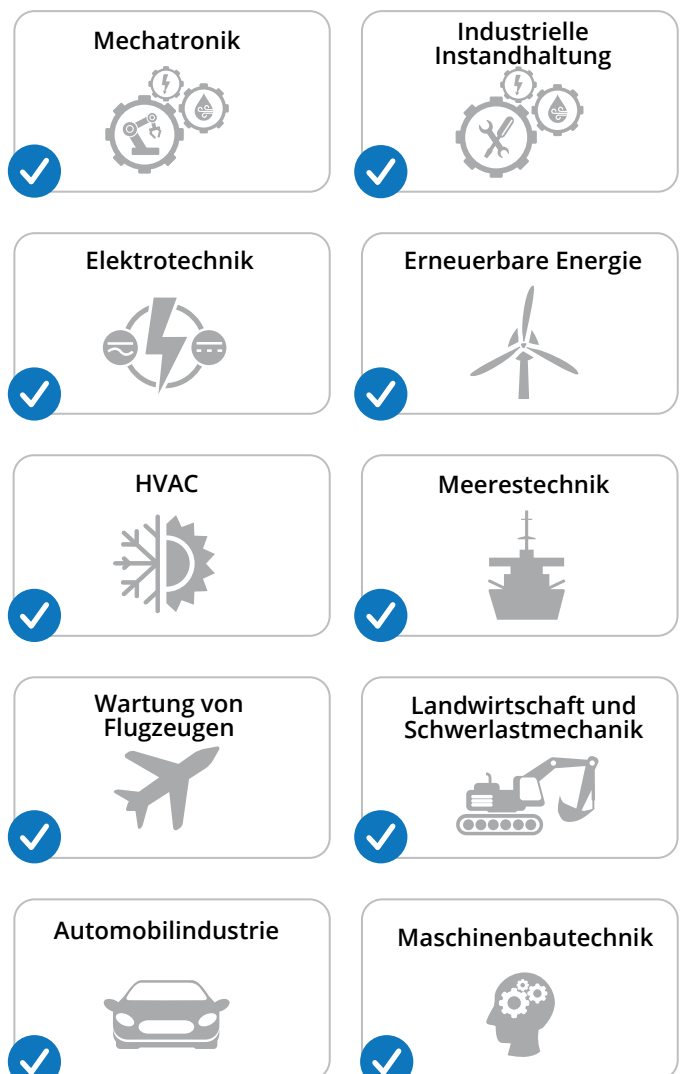 Mechatronik
Industrielle
Instandhaltung
Elektrotechnik
Erneuerbare Energie
HVAC
Meerestechnik
Wartung von
Flugzeugen
Landwirtschaft und
Schwerlastmechanik
Automobilindustrie
Maschinenbautechnik